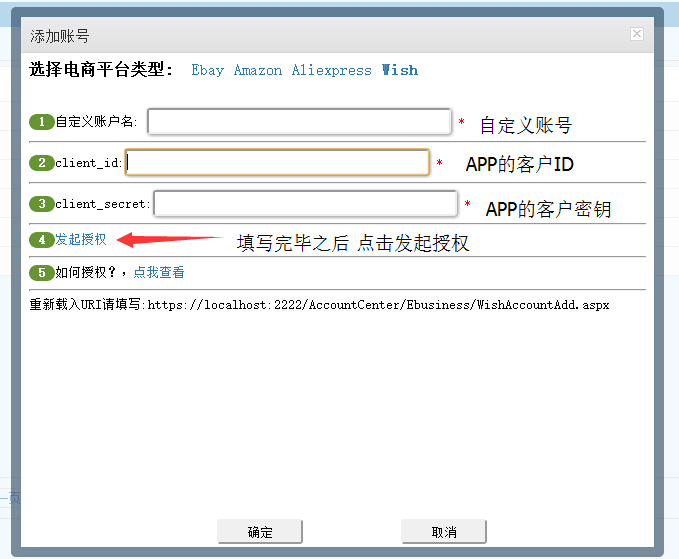 添加账号
选择电商平台类型: Ebay Amazon Aliexpress Wish
1 自定义账户名: * 自定义账号
2 client_id: * APP的客户ID
3 client_secret: * APP的客户密钥
4 发起授权 填写完毕之后 点击发起授权
5 如何授权?,点我查看
重新载入URI请填写:https://localhost:2222/AccountCenter/Ebusiness/WishAccountAdd.aspx
一页
确定 取消